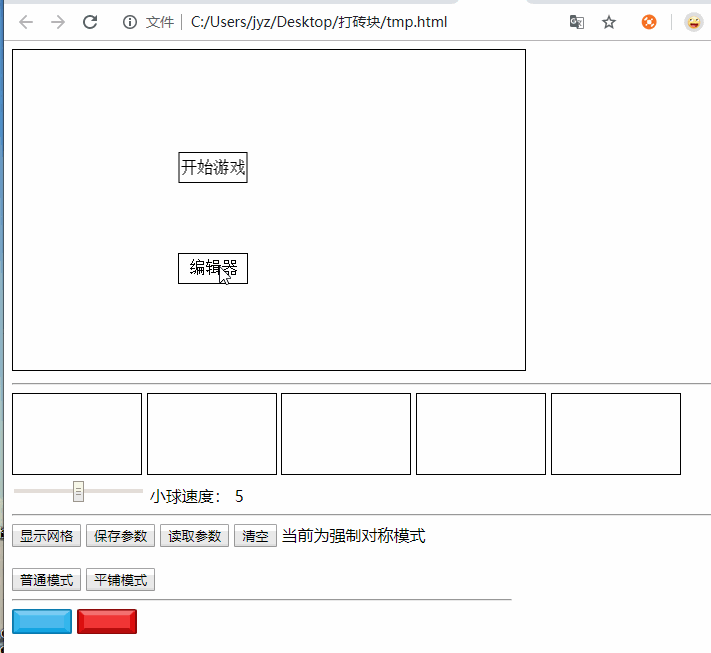 文件 C:/Users/jyz/Desktop/打砖块/tmp.html
开始游戏
编辑器
小球速度： 5
显示网格 保存参数 读取参数 清空 当前为强制对称模式
普通模式 平铺模式